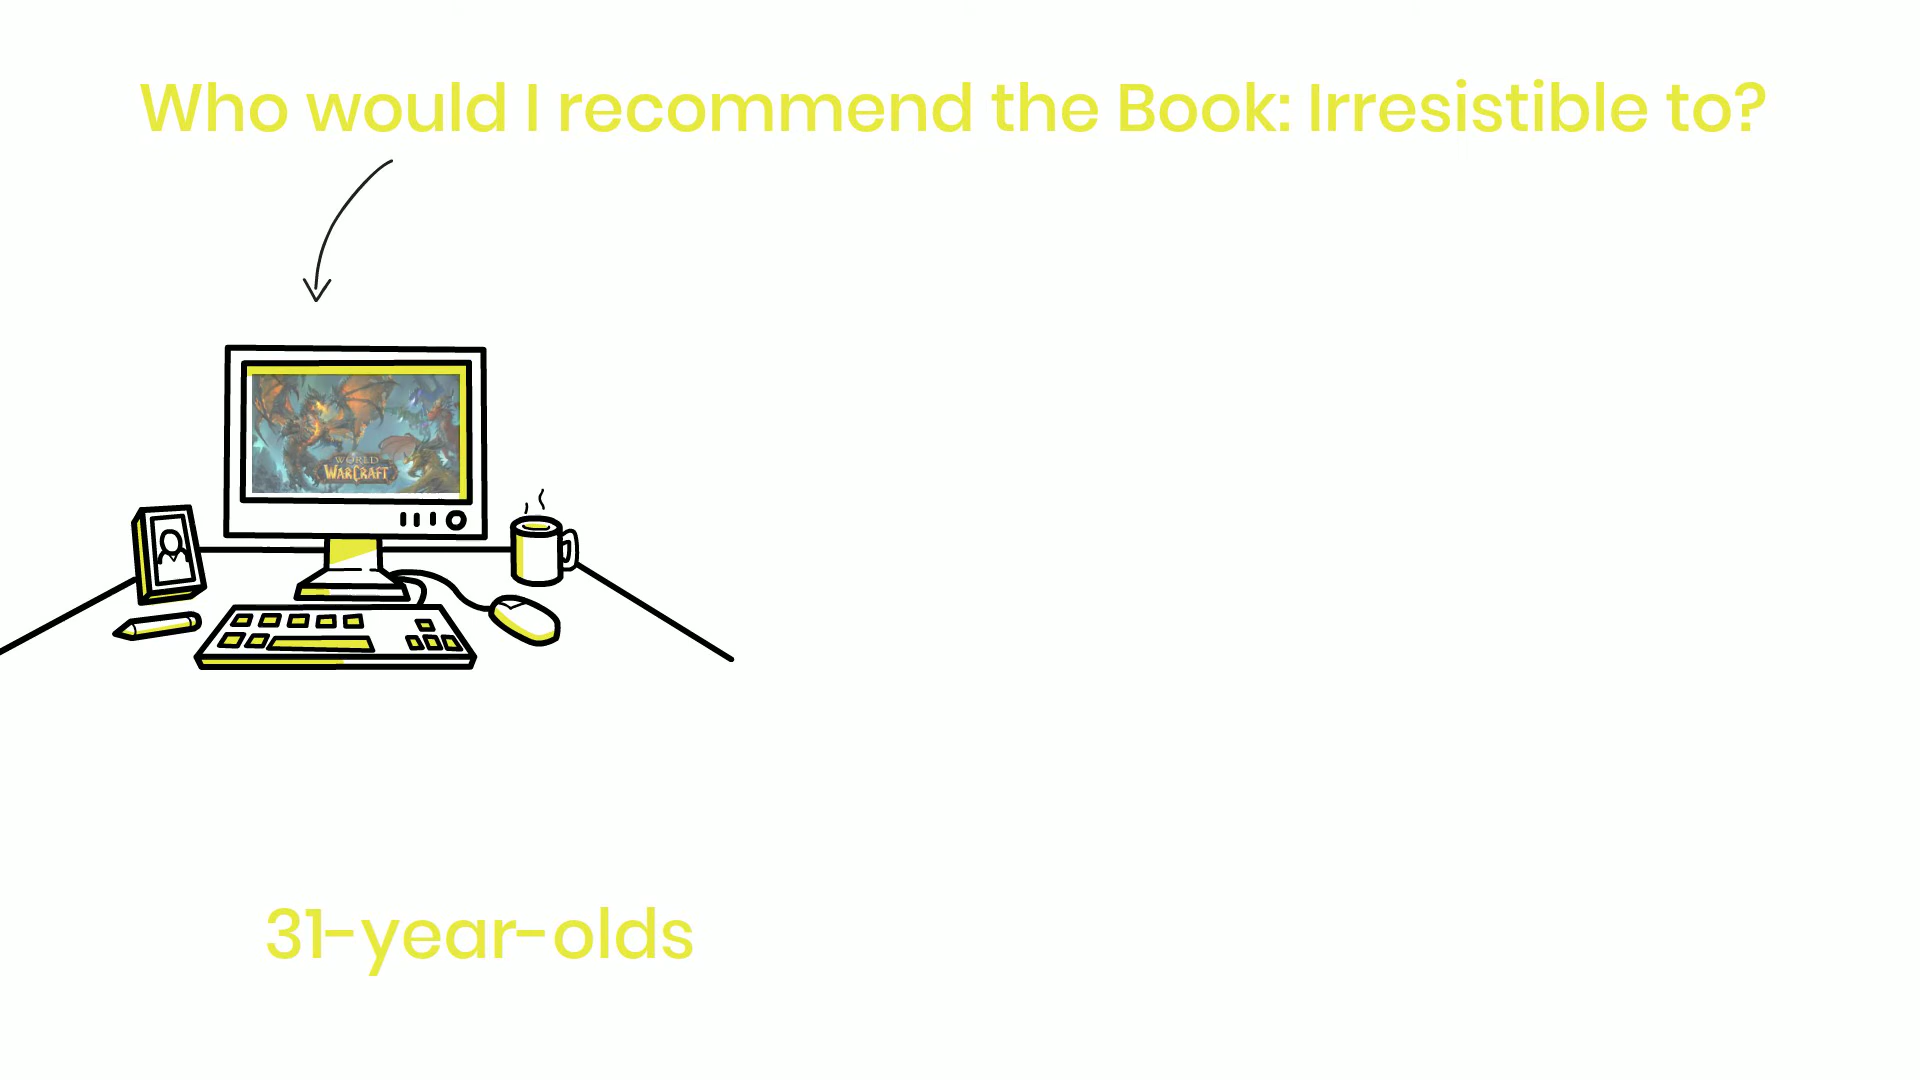 Who would I recommend the Book: Irresistible to?
WORLD
WARCRAFT
31-year-olds